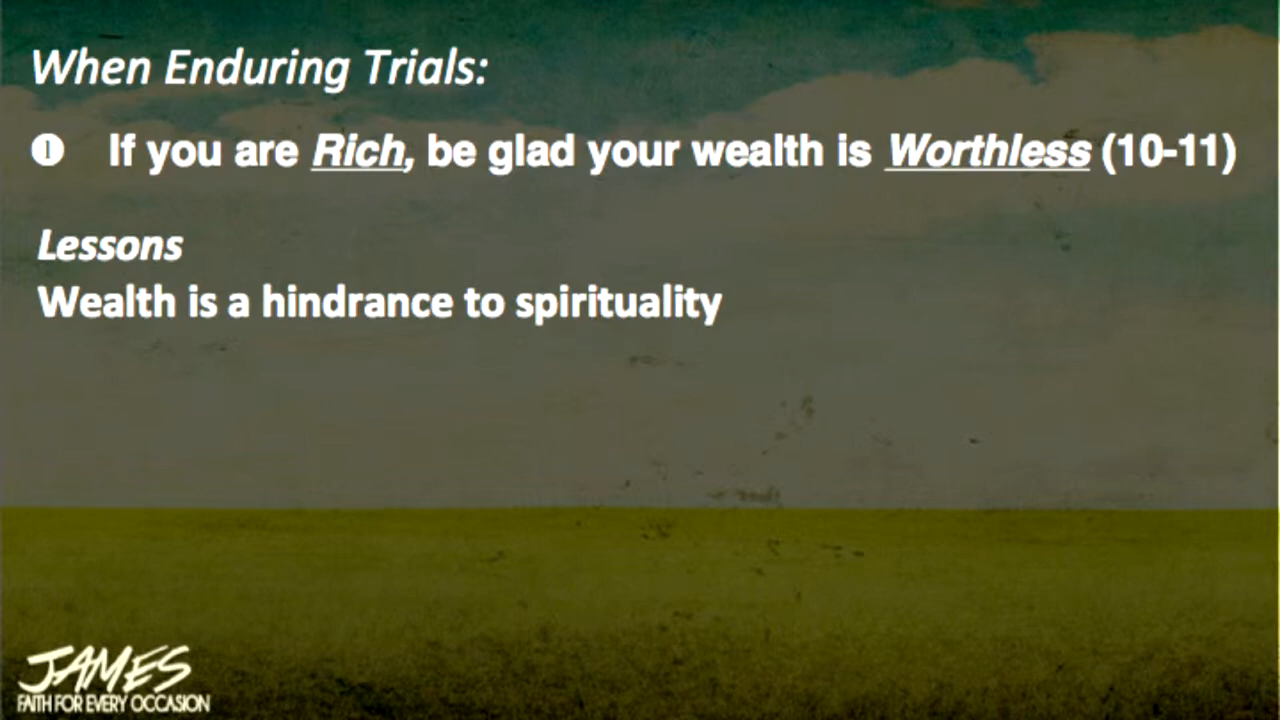 When Enduring Trials:
❶ If you are Rich, be glad your wealth is Worthless (10-11)
Lessons
Wealth is a hindrance to spirituality
JAMES
FAITH FOR EVERY OCCASION